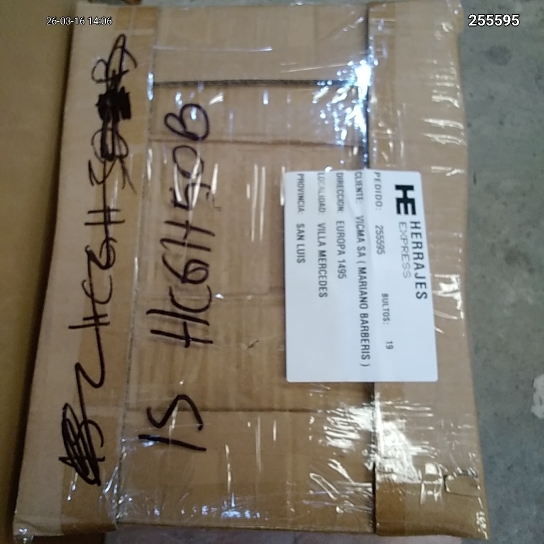 26-03-16 14:06
255595
HE HERRAJES
EXPRESS
PEDIDO: 255595 BULTOS: 19
CLIENTE: VICMA SA ( MARIANO BARBERIS )
DIRECCION: EUROPA 1495
LOCALIDAD: VILLA MERCEDES
PROVINCIA: SAN LUIS
15 HC6H50B